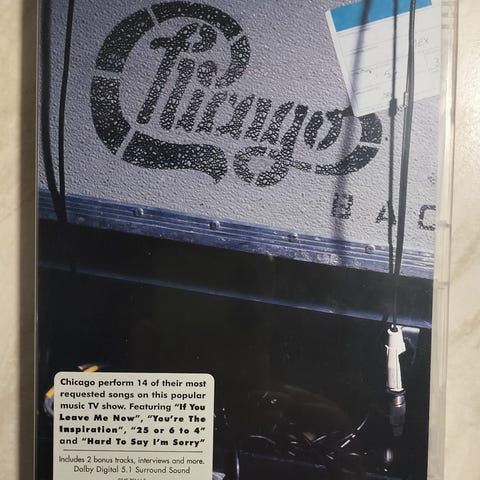 Chicago
BAC
Chicago perform 14 of their most
requested songs on this popular
music TV show. Featuring “If You
Leave Me Now”, “You’re The
Inspiration”, “25 or 6 to 4”
and “Hard To Say I’m Sorry”
Includes 2 bonus tracks, interviews and more.
Dolby Digital 5.1 Surround Sound